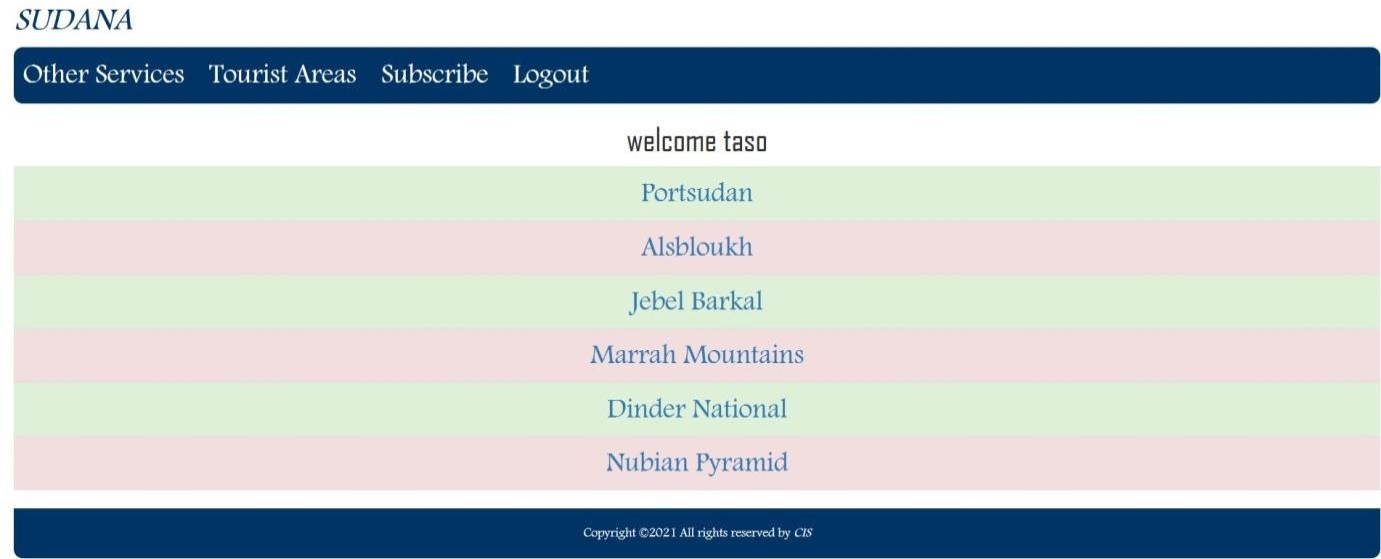 SUDANA
Other Services Tourist Areas Subscribe Logout
welcome taso
Portsudan
Alsbloukh
Jebel Barkal
Marrah Mountains
Dinder National
Nubian Pyramid
Copyright ©2021 All rights reserved by CIS